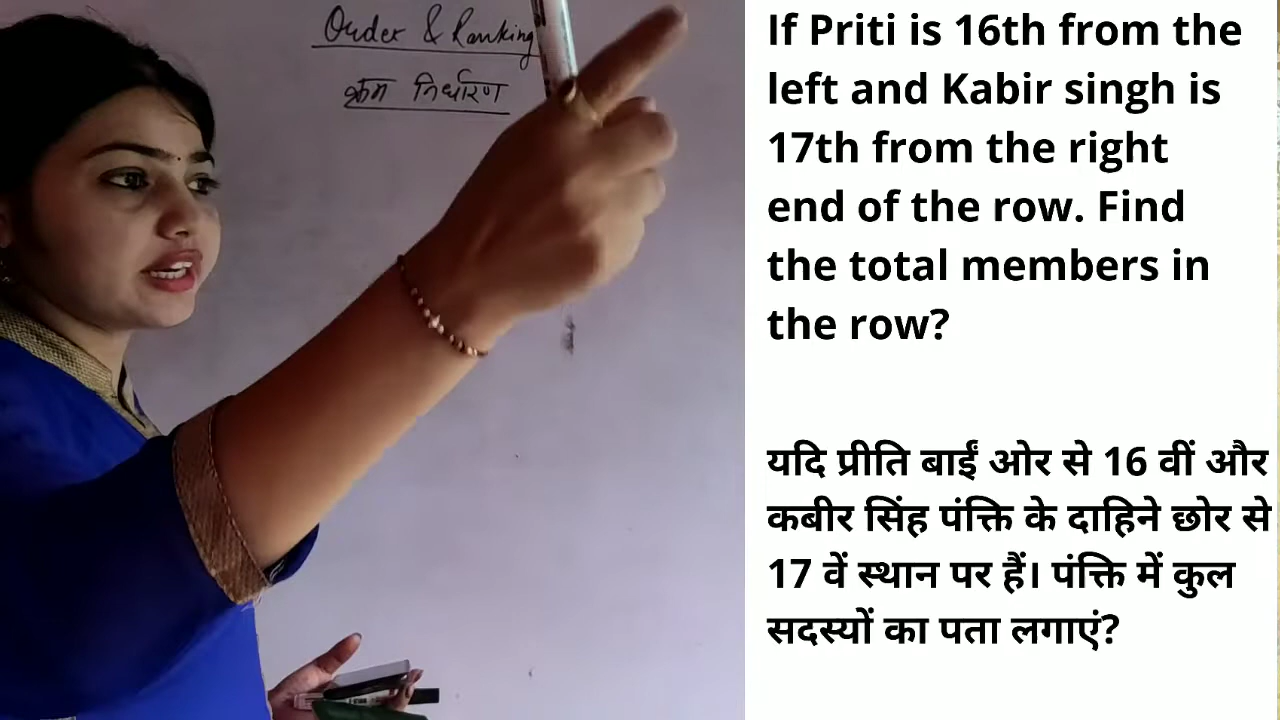 Order & Ranking
क्रम निर्धारण
If Priti is 16th from the
left and Kabir singh is
17th from the right
end of the row. Find
the total members in
the row?
यदि प्रीति बाईं ओर से 16 वीं और
कबीर सिंह पंक्ति के दाहिने छोर से
17 वें स्थान पर हैं। पंक्ति में कुल
सदस्यों का पता लगाएं?